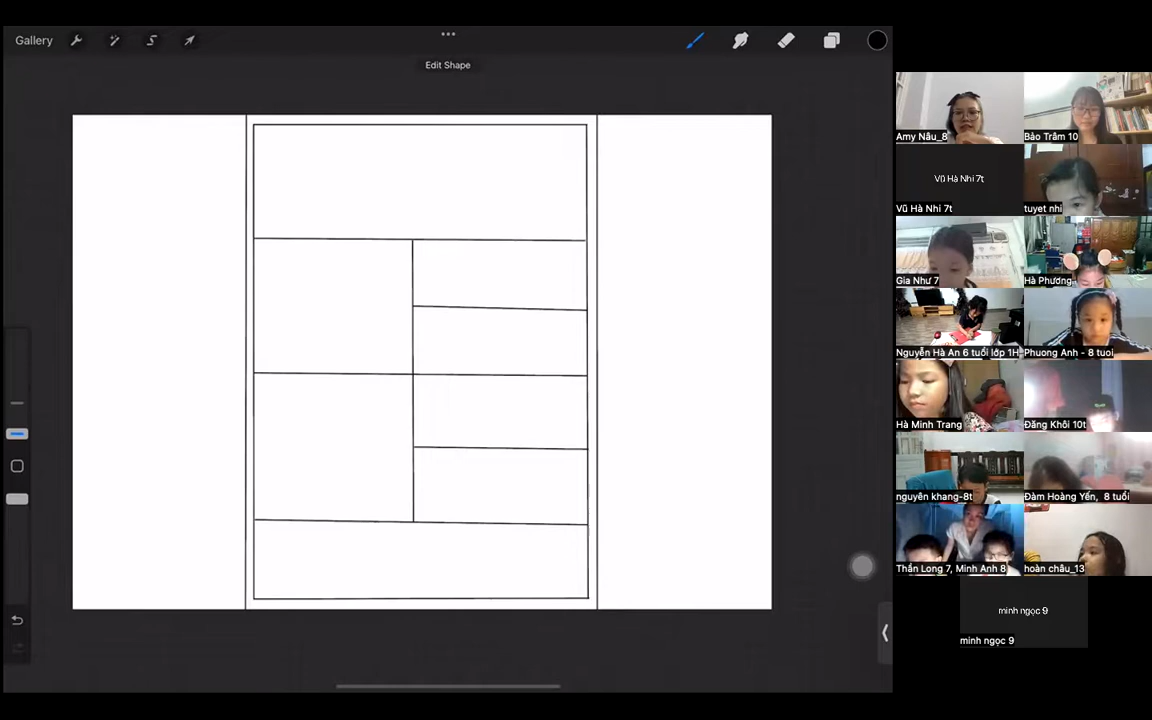 Gallery
Edit Shape
Amy Nâu_8
Bảo Trâm 10
Vũ Hà Nhi 7t
Vũ Hà Nhi 7t
tuyet nhi
Gia Như 7
Hà Phương
Nguyễn Hà An 6 tuổi lớp 1H
Phuong Anh - 8 tuoi
Hà Minh Trang
Đăng Khôi 10t
nguyên khang-8t
Đàm Hoàng Yến, 8 tuổi
Thần Long 7, Minh Anh 8
hoàn châu_13
minh ngọc 9
minh ngọc 9